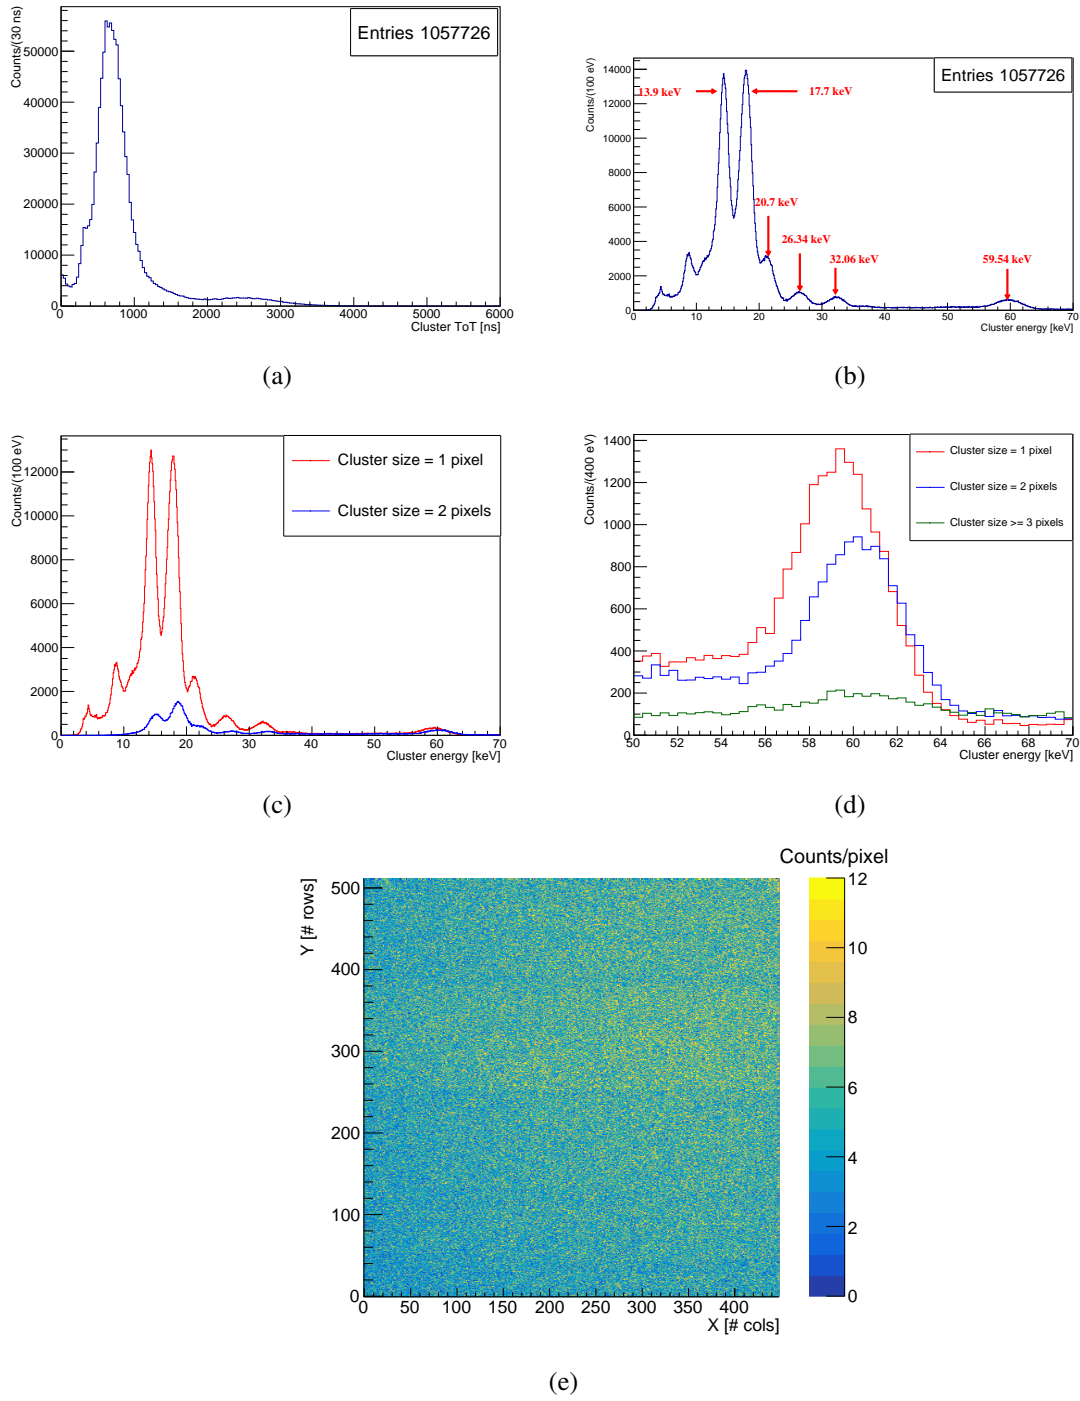 Counts/(30 ns)
Entries 1057726
50000
40000
30000
20000
10000
0
0 1000 2000 3000 4000 5000 6000
Cluster ToT [ns]
(a)
Counts/(100 eV)
Entries 1057726
14000
12000
10000
8000
6000
4000
2000
0
13.9 keV
17.7 keV
20.7 keV
26.34 keV
32.06 keV
59.54 keV
0 10 20 30 40 50 60 70
Cluster energy [keV]
(b)
Counts/(100 eV)
Cluster size = 1 pixel
Cluster size = 2 pixels
12000
10000
8000
6000
4000
2000
0
0 10 20 30 40 50 60 70
Cluster energy [keV]
(c)
Counts/(400 eV)
Cluster size = 1 pixel
Cluster size = 2 pixels
Cluster size >= 3 pixels
1400
1200
1000
800
600
400
200
0
50 52 54 56 58 60 62 64 66 68 70
Cluster energy [keV]
(d)
Counts/pixel
Y [# rows]
500
400
300
200
100
0
0 50 100 150 200 250 300 350 400
X [# cols]
12
10
8
6
4
2
0
(e)